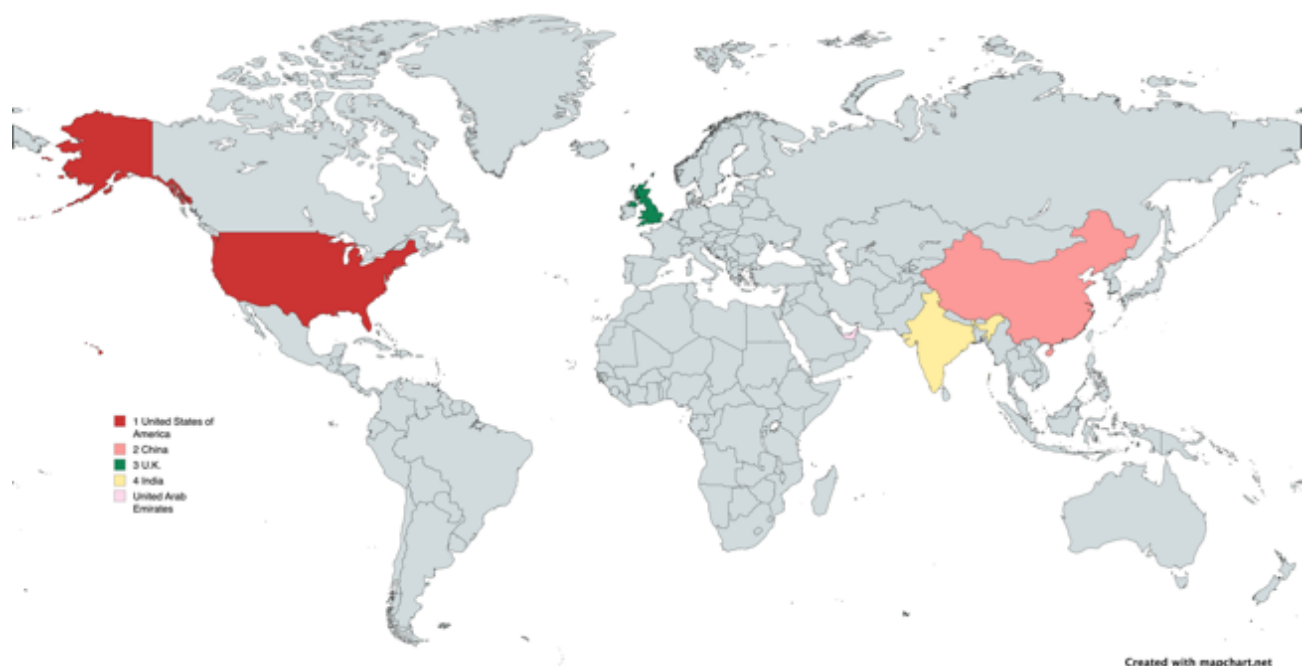 1 United States of
America
2 China
3 U.K.
4 India
United Arab
Emirates
Created with mapchart.net